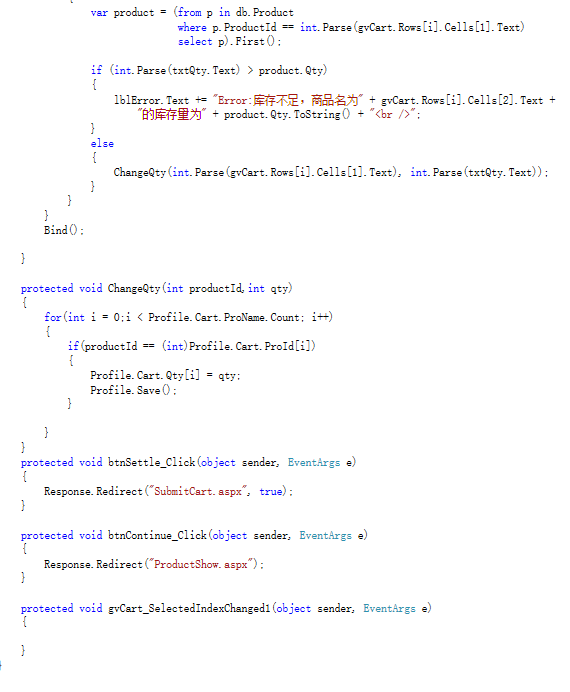 {
var product = (from p in db.Product
where p.ProductId == int.Parse(gvCart.Rows[i].Cells[1].Text)
select p).First();
if (int.Parse(txtQty.Text) > product.Qty)
{
lblError.Text += "Error:库存不足，商品名为" + gvCart.Rows[i].Cells[2].Text +
"的库存量为" + product.Qty.ToString() + "<br />";
}
else
{
ChangeQty(int.Parse(gvCart.Rows[i].Cells[1].Text), int.Parse(txtQty.Text));
}
}
}
Bind();
}
protected void ChangeQty(int productId,int qty)
{
for(int i = 0;i < Profile.Cart.ProName.Count; i++)
{
if(productId == (int)Profile.Cart.ProId[i])
{
Profile.Cart.Qty[i] = qty;
Profile.Save();
}
}
}
protected void btnSettle_Click(object sender, EventArgs e)
{
Response.Redirect("SubmitCart.aspx", true);
}
protected void btnContinue_Click(object sender, EventArgs e)
{
Response.Redirect("ProductShow.aspx");
}
protected void gvCart_SelectedIndexChanged1(object sender, EventArgs e)
{
}
}